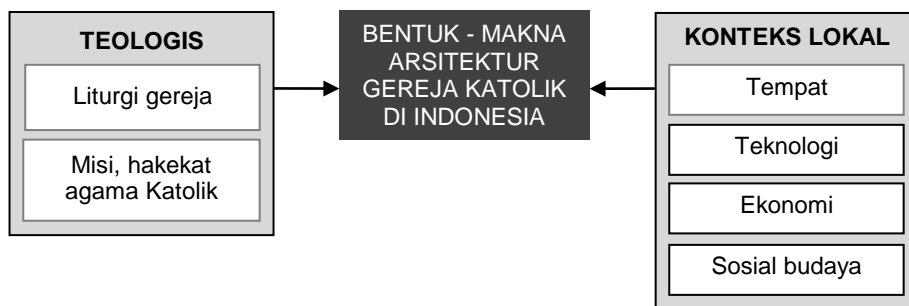 TEOLOGIS
Liturgi gereja
Misi, hakekat
agama Katolik
BENTUK - MAKNA
ARSITEKTUR
GEREJA KATOLIK
DI INDONESIA
KONTEKS LOKAL
Tempat
Teknologi
Ekonomi
Sosial budaya